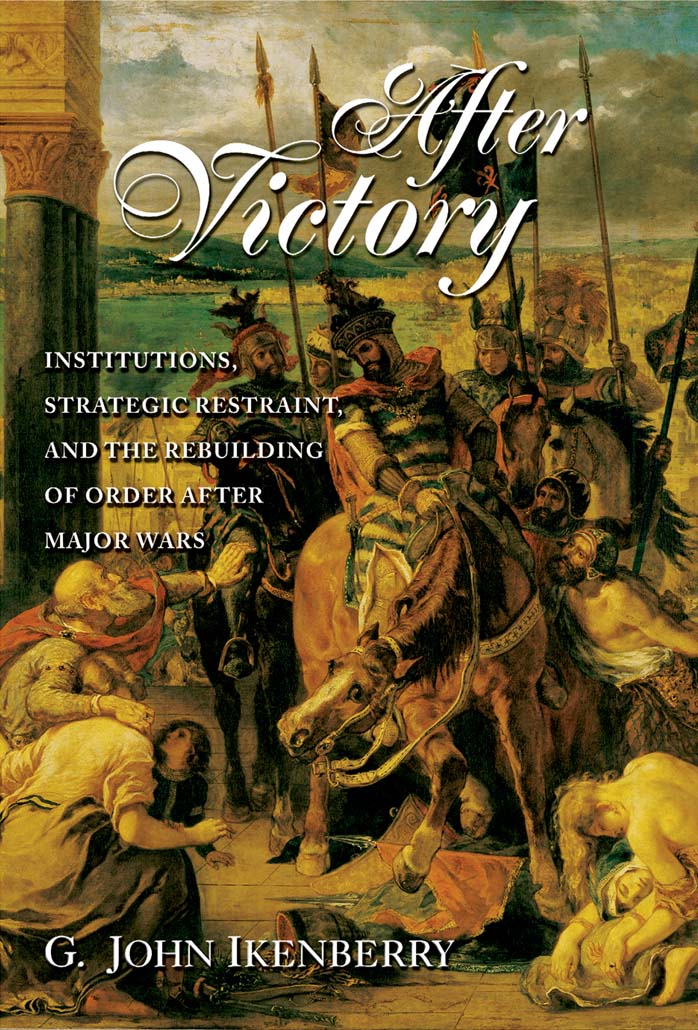 After
Victory
INSTITUTIONS,
STRATEGIC RESTRAINT,
AND THE REBUILDING
OF ORDER AFTER
MAJOR WARS
G. JOHN IKENBERRY